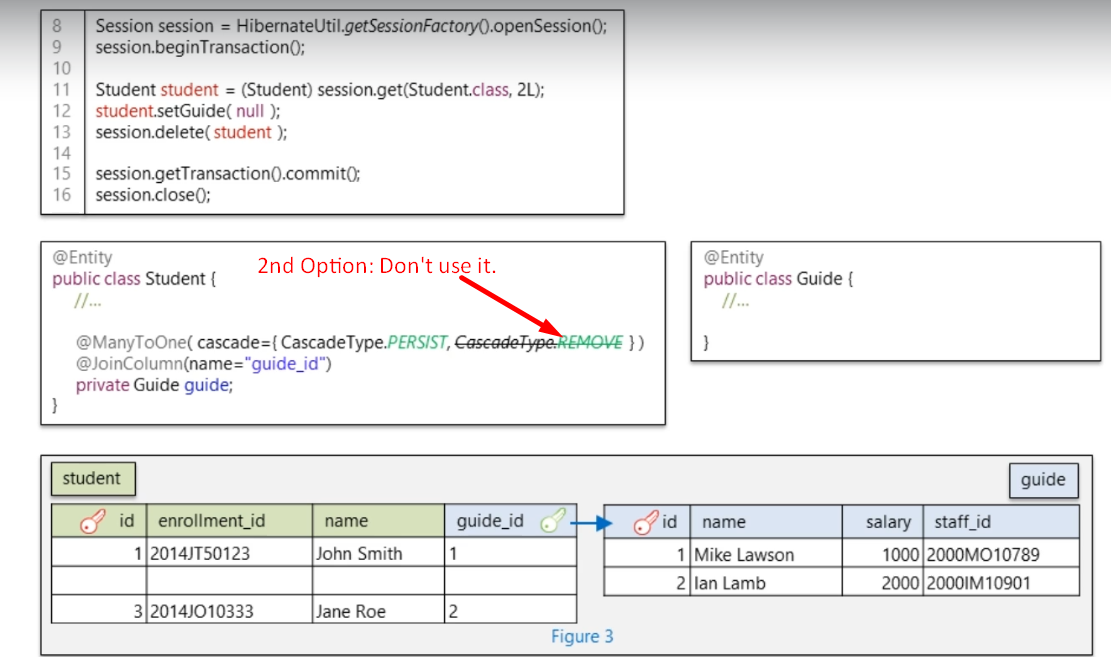 8 Session session = HibernateUtil.getSessionFactory().openSession();
9 session.beginTransaction();
10
11 Student student = (Student) session.get(Student.class, 2L);
12 student.setGuide( null );
13 session.delete( student );
14
15 session.getTransaction().commit();
16 session.close();
@Entity
public class Student {
//...
2nd Option: Don't use it.
@ManyToOne( cascade={ CascadeType.PERSIST, CascadeType.REMOVE } )
@JoinColumn(name="guide_id")
private Guide guide;
}
@Entity
public class Guide {
//...
}
student
id enrollment_id name guide_id
1 2014JT50123 John Smith 1
3 2014JO10333 Jane Roe 2
guide
id name salary staff_id
1 Mike Lawson 1000 2000MO10789
2 Ian Lamb 2000 2000IM10901
Figure 3